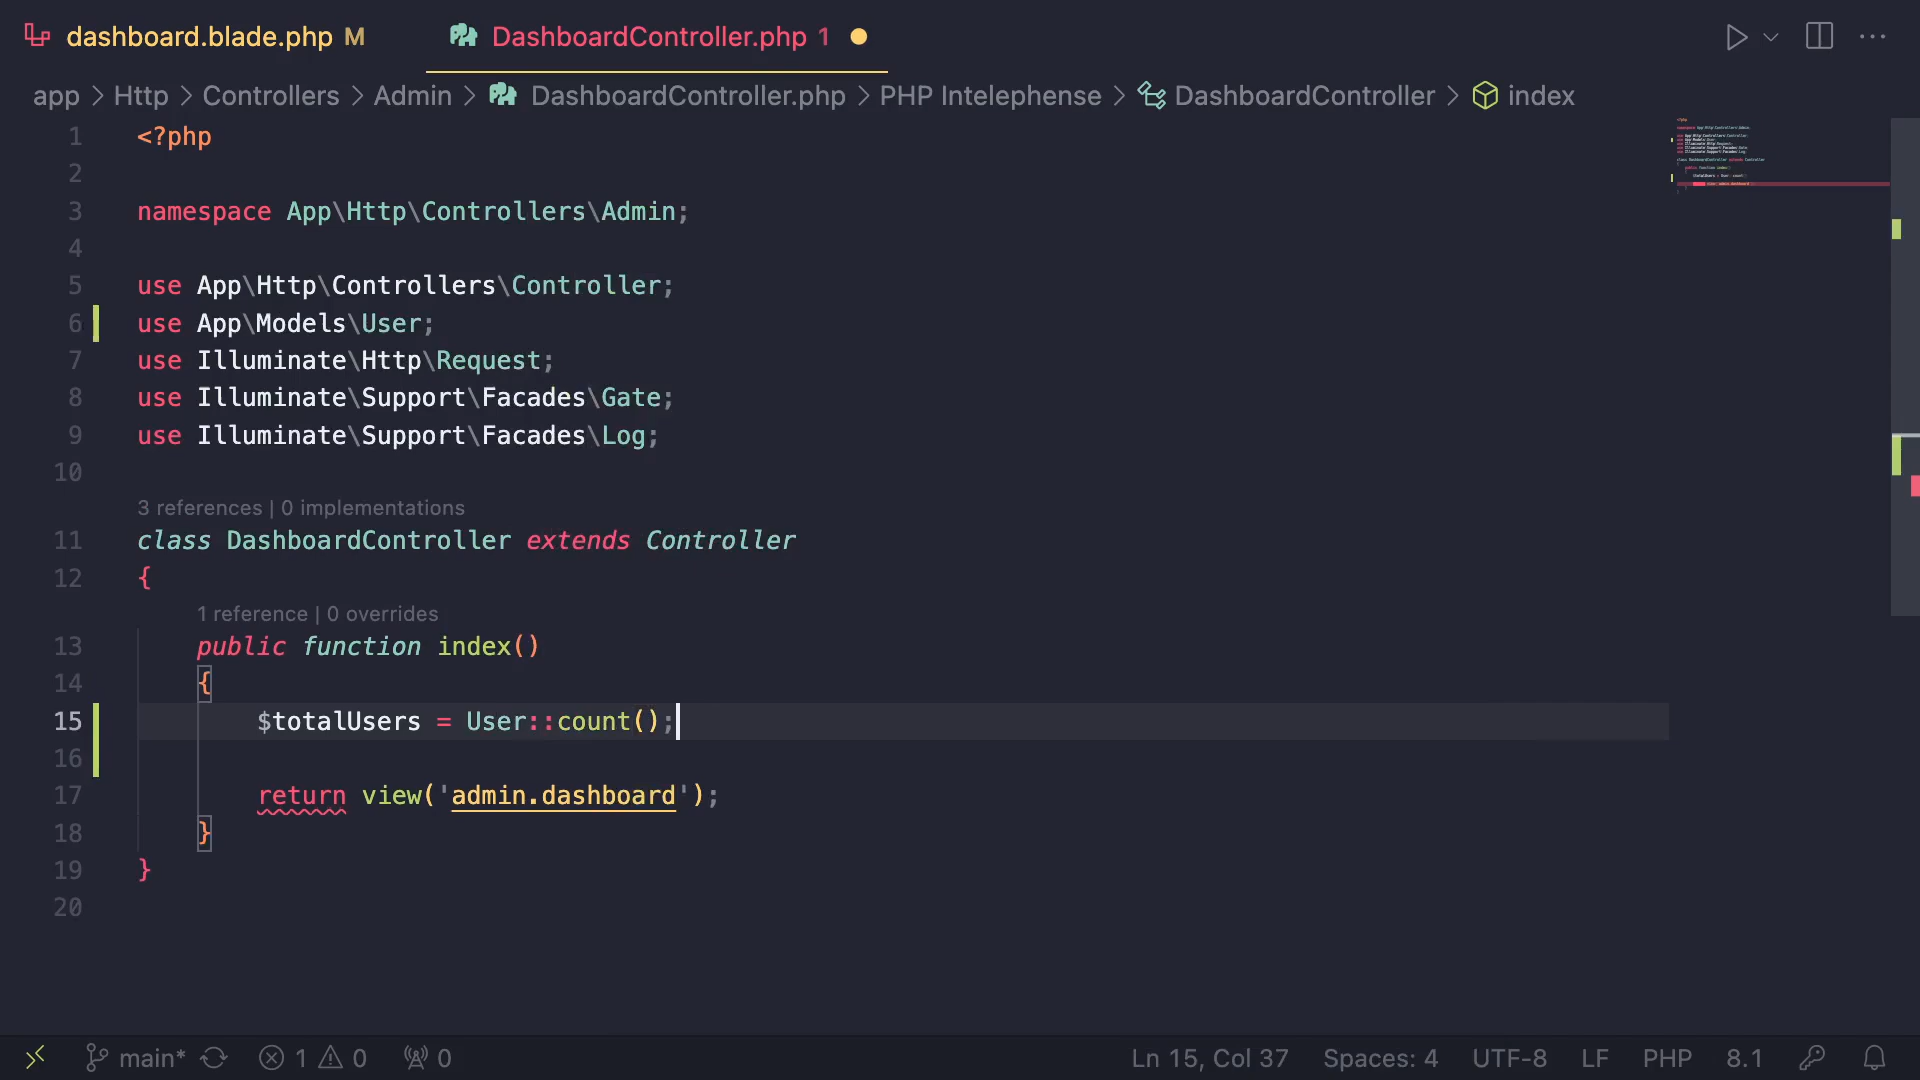 dashboard.blade.php M DashboardController.php 1
app > Http > Controllers > Admin > DashboardController.php > PHP Intelephense > DashboardController > index
1 <?php
2
3 namespace App\Http\Controllers\Admin;
4
5 use App\Http\Controllers\Controller;
6 use App\Models\User;
7 use Illuminate\Http\Request;
8 use Illuminate\Support\Facades\Gate;
9 use Illuminate\Support\Facades\Log;
10
3 references | 0 implementations
11 class DashboardController extends Controller
12 {
1 reference | 0 overrides
13 public function index()
14 {
15 $totalUsers = User::count();
16
17 return view('admin.dashboard');
18 }
19 }
20
main* 1 0 0 Ln 15, Col 37 Spaces: 4 UTF-8 LF PHP 8.1